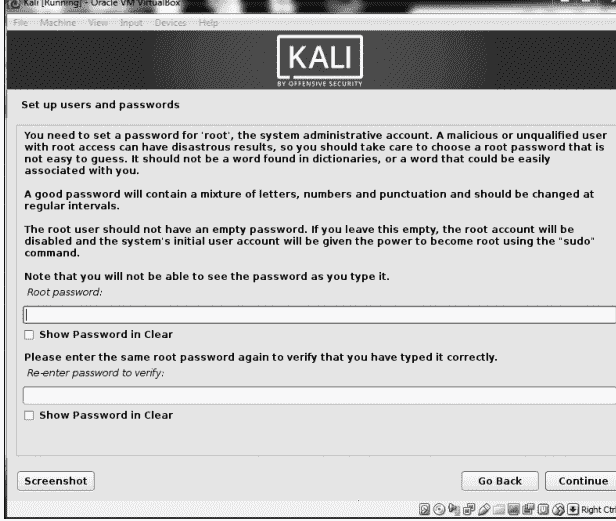 Kali [Running] - Oracle VM VirtualBox
File Machine View Input Devices Help
KALI
BY OFFENSIVE SECURITY
Set up users and passwords
You need to set a password for 'root', the system administrative account. A malicious or unqualified user
with root access can have disastrous results, so you should take care to choose a root password that is
not easy to guess. It should not be a word found in dictionaries, or a word that could be easily
associated with you.
A good password will contain a mixture of letters, numbers and punctuation and should be changed at
regular intervals.
The root user should not have an empty password. If you leave this empty, the root account will be
disabled and the system's initial user account will be given the power to become root using the "sudo"
command.
Note that you will not be able to see the password as you type it.
Root password:
Show Password in Clear
Please enter the same root password again to verify that you have typed it correctly.
Re-enter password to verify:
Show Password in Clear
Screenshot Go Back Continue
Right Ctr